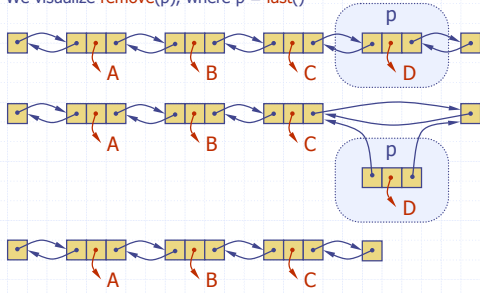 we visualize remove(p), where p = last()
p
A B C D
A B C
p
D
A B C